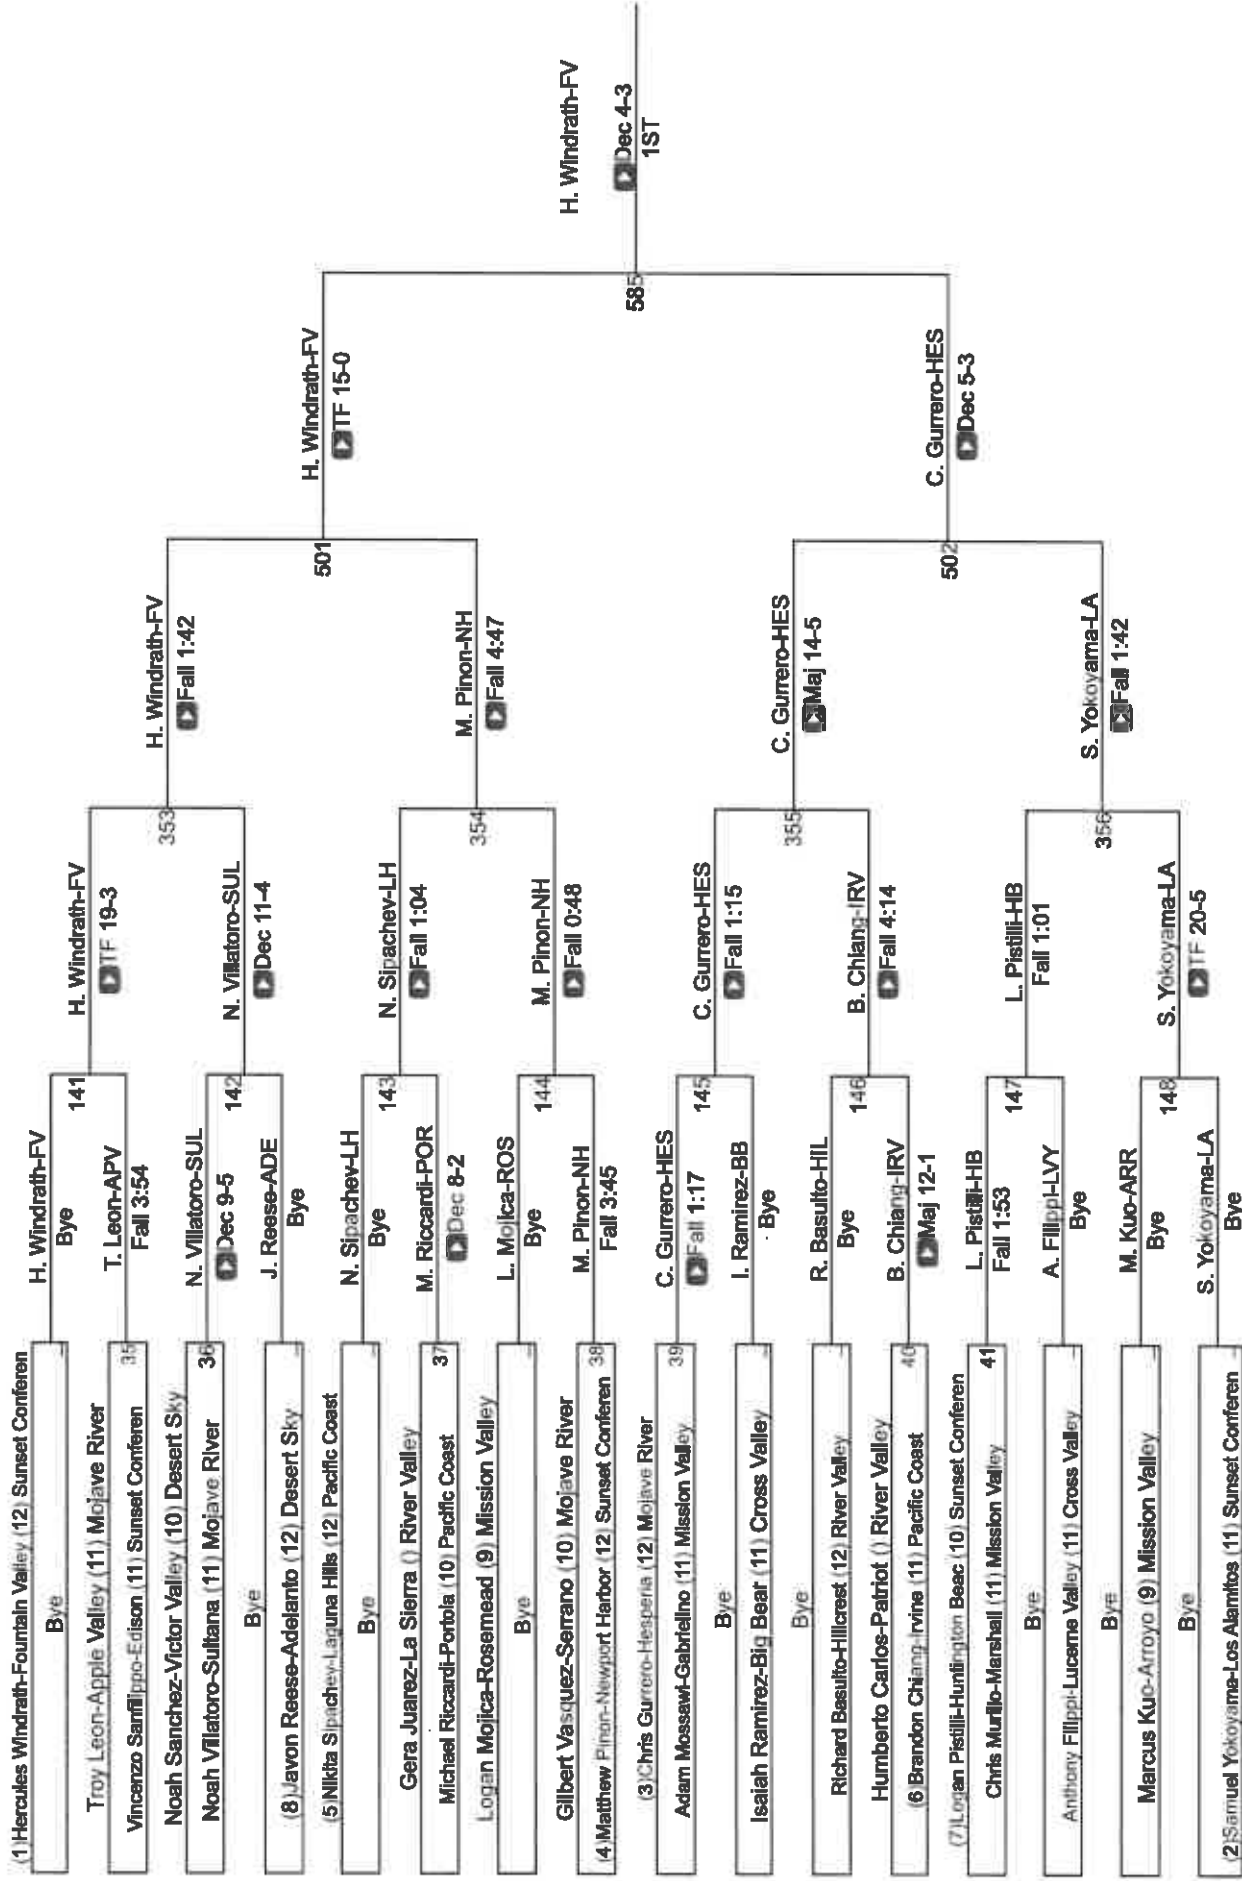 (1)Hercules Windrath-Fountain Valley (12) Sunset Conferen
Bye
Troy Leon-Apple Valley (11) Mojave River
Vincenzo Sanfilippo-Edison (11) Sunset Conferen
35
Noah Sanchez-Victor Valley (10) Desert Sky
Noah Villatoro-Sultana (11) Mojave River
36
Bye
(8)Javon Reese-Adelanto (12) Desert Sky
(5)Nikita Sipachev-Laguna Hills (12) Pacific Coast
Bye
Gera Juarez-La Sierra () River Valley
Michael Riccardi-Portola (10) Pacific Coast
37
Logan Mojica-Rosemead (9) Mission Valley
Bye
Gilbert Vasquez-Serrano (10) Mojave River
(4)Matthew Pinon-Newport Harbor (12) Sunset Conferen
38
(3)Chris Gurrero-Hesperia (12) Mojave River
Adam Mossawi-Gabrielino (11) Mission Valley
39
Bye
Isaiah Ramirez-Big Bear (11) Cross Valley
Bye
Richard Basulto-Hillcrest (12) River Valley
Humberto Carlos-Patriot () River Valley
(6)Brandon Chiang-Irvine (11) Pacific Coast
40
(7)Logan Pistilli-Huntington Beac (10) Sunset Conferen
Chris Murillo-Marshall (11) Mission Valley
41
Bye
Anthony Filippi-Lucerne Valley (11) Cross Valley
Bye
Marcus Kuo-Arroyo (9) Mission Valley
Bye
(2)Samuel Yokoyama-Los Alamitos (11) Sunset Conferen
H. Windrath-FV
Bye
141
T. Leon-APV
Fall 3:54
N. Villatoro-SUL
Dec 9-5
142
J. Reese-ADE
Bye
N. Sipachev-LH
Bye
143
M. Riccardi-POR
Dec 8-2
L. Mojica-ROS
Bye
144
M. Pinon-NH
Fall 3:45
C. Gurrero-HES
Fall 1:17
145
I. Ramirez-BB
Bye
R. Basulto-HIL
Bye
146
B. Chiang-IRV
Maj 12-1
L. Pistilli-HB
Fall 1:53
147
A. Filippi-LVY
Bye
M. Kuo-ARR
Bye
148
S. Yokoyama-LA
Bye
H. Windrath-FV
TF 19-3
353
N. Villatoro-SUL
Dec 11-4
N. Sipachev-LH
Fall 1:04
354
M. Pinon-NH
Fall 0:48
C. Gurrero-HES
Fall 1:15
355
B. Chiang-IRV
Fall 4:14
L. Pistilli-HB
Fall 1:01
356
S. Yokoyama-LA
TF 20-5
H. Windrath-FV
Fall 1:42
501
M. Pinon-NH
Fall 4:47
C. Gurrero-HES
Maj 14-5
502
S. Yokoyama-LA
Fall 1:42
H. Windrath-FV
TF 15-0
585
C. Gurrero-HES
Dec 5-3
H. Windrath-FV
Dec 4-3
1ST